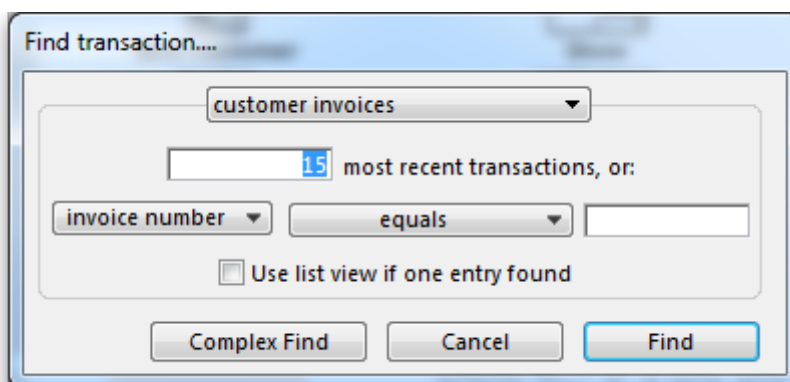 Find transaction....
customer invoices
15 most recent transactions, or:
invoice number equals
Use list view if one entry found
Complex Find Cancel Find